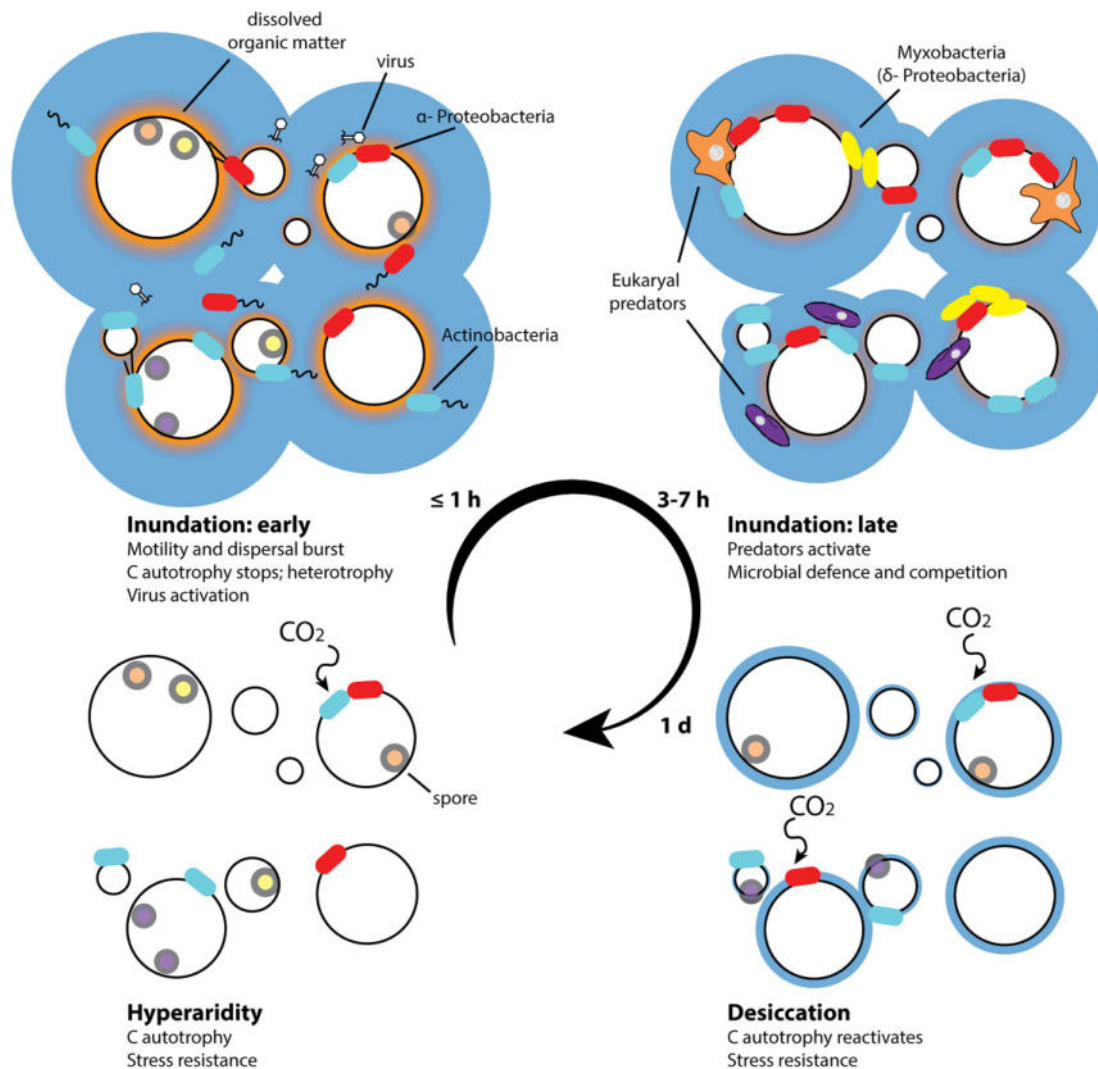 dissolved
organic matter
virus
α- Proteobacteria
Actinobacteria
Myxobacteria
(δ- Proteobacteria)
Eukaryal
predators
≤ 1 h
3-7 h
1 d
Inundation: early
Motility and dispersal burst
C autotrophy stops; heterotrophy
Virus activation
Inundation: late
Predators activate
Microbial defence and competition
CO₂
spore
Hyperaridity
C autotrophy
Stress resistance
CO₂
CO₂
Desiccation
C autotrophy reactivates
Stress resistance